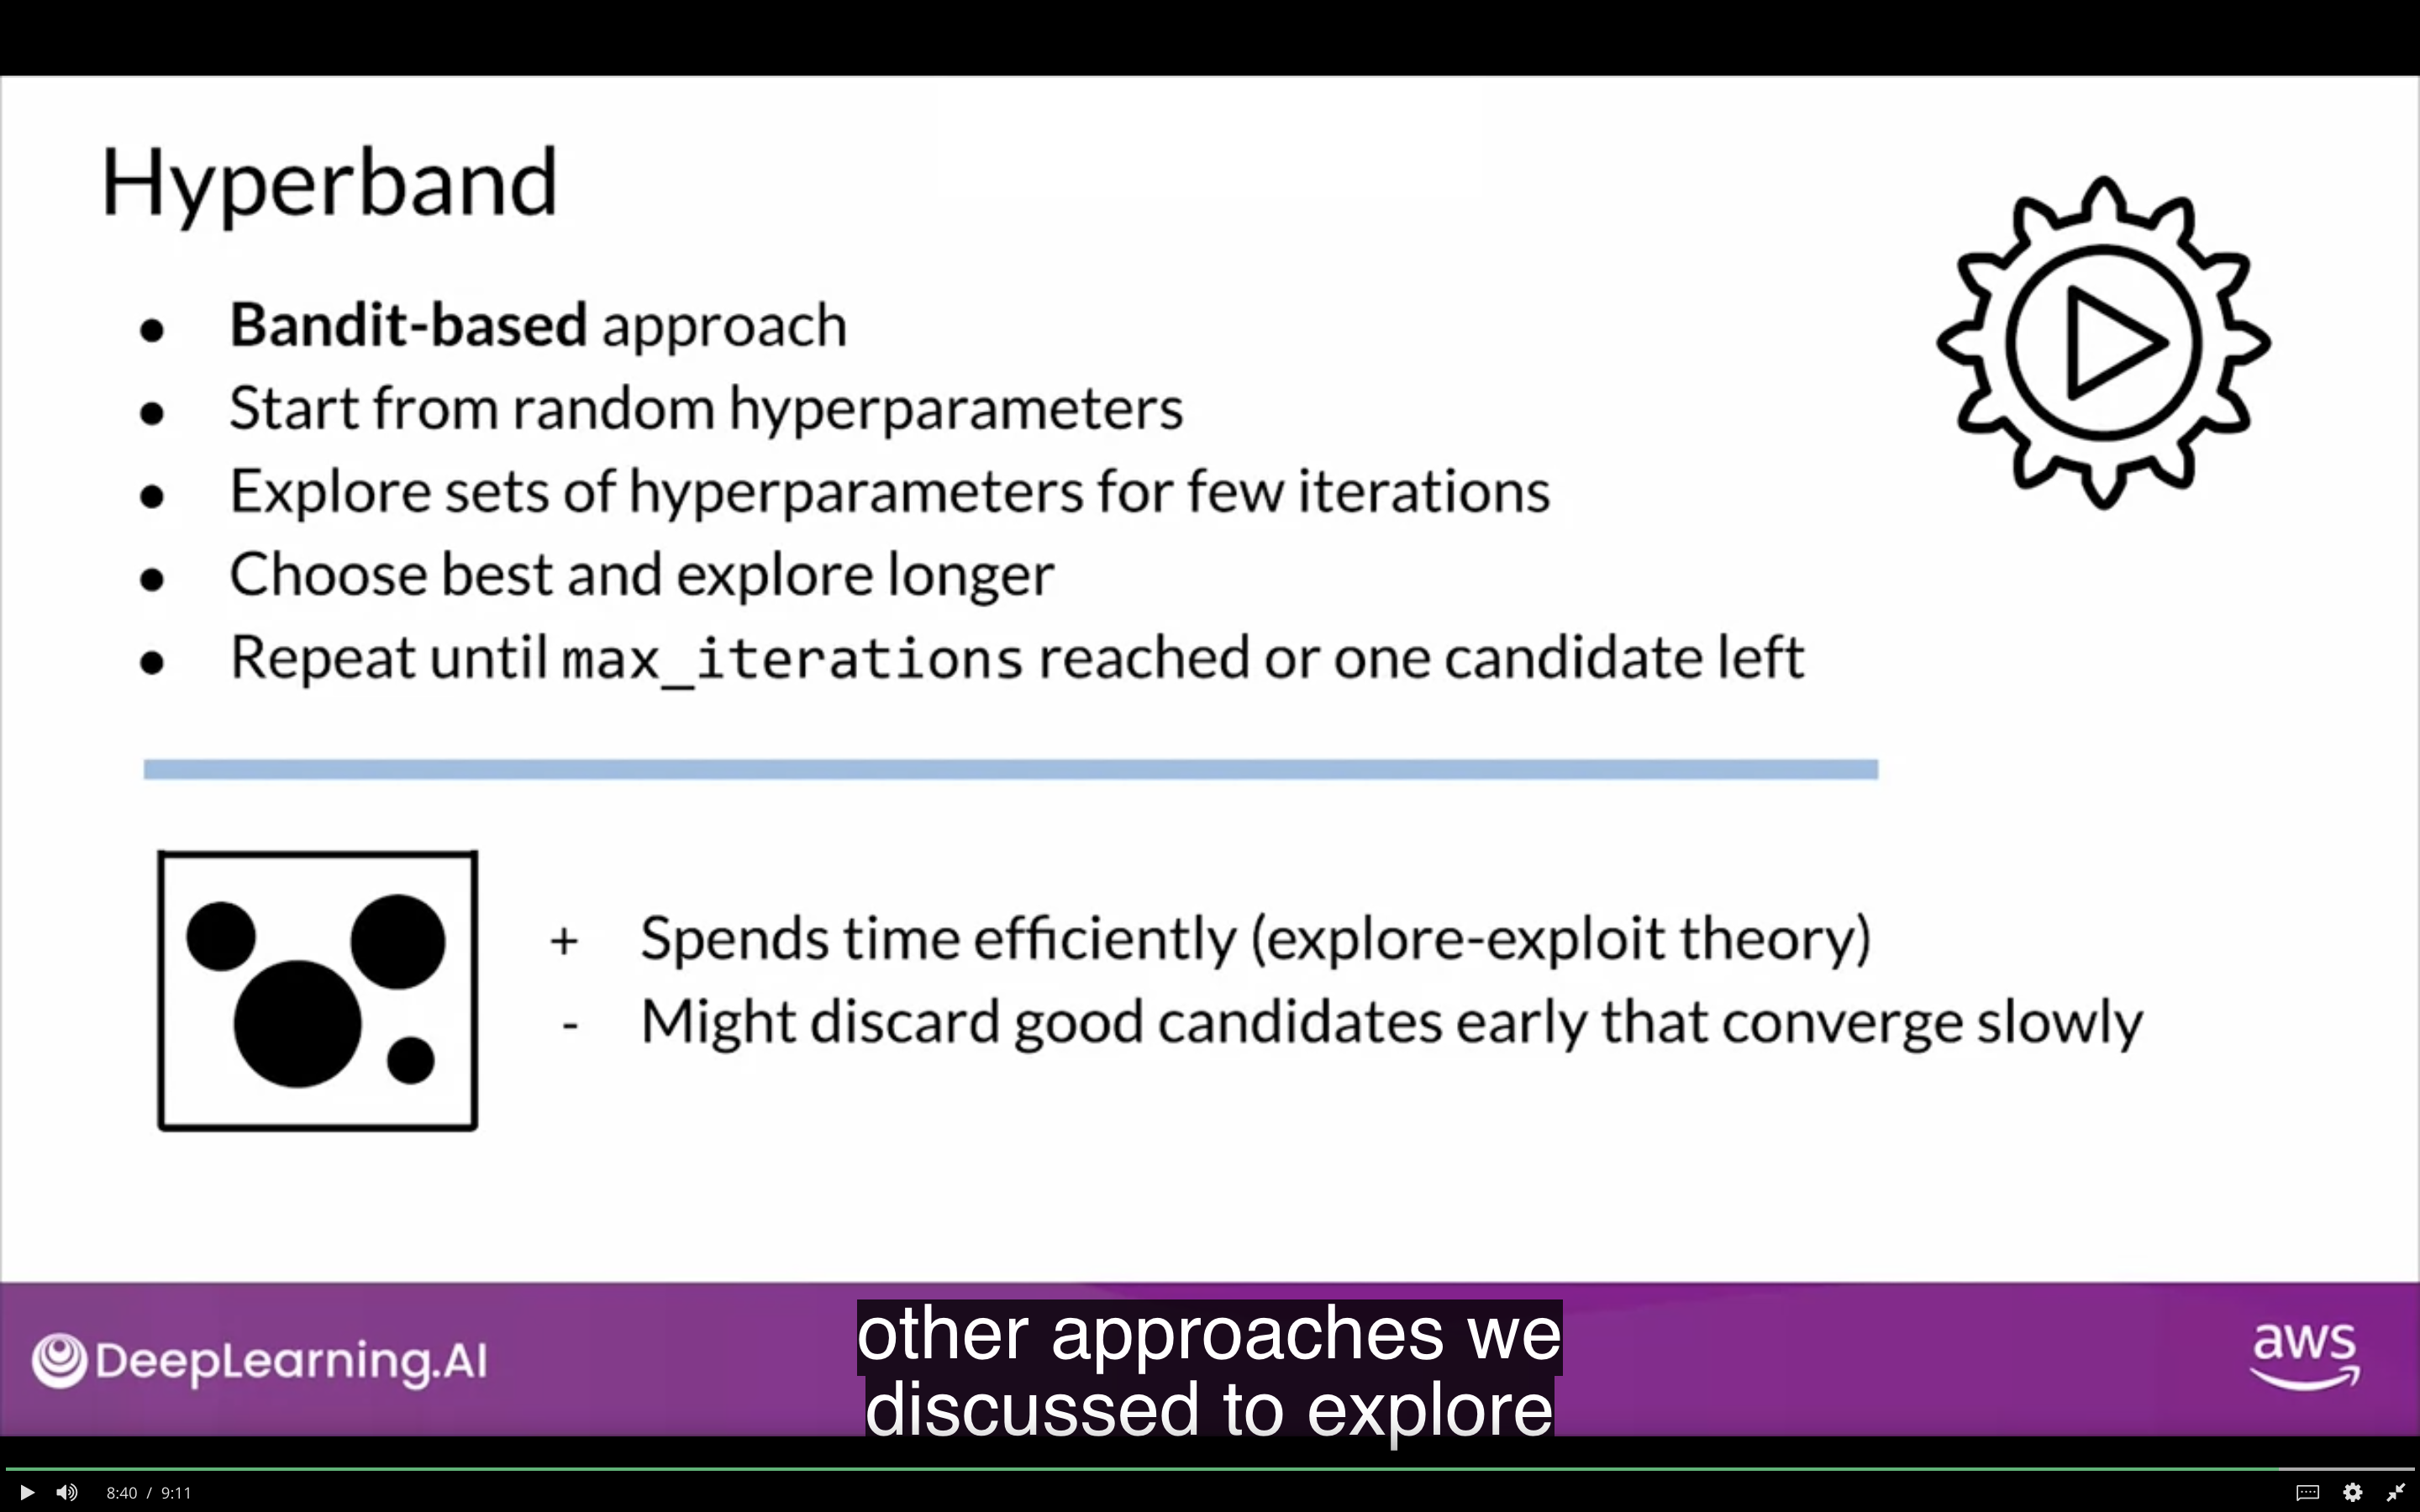 Hyperband
● Bandit-based approach
● Start from random hyperparameters
● Explore sets of hyperparameters for few iterations
● Choose best and explore longer
● Repeat until max_iterations reached or one candidate left
+ Spends time efficiently (explore-exploit theory)
- Might discard good candidates early that converge slowly
DeepLearning.AI
other approaches we
discussed to explore
aws
8:40 / 9:11